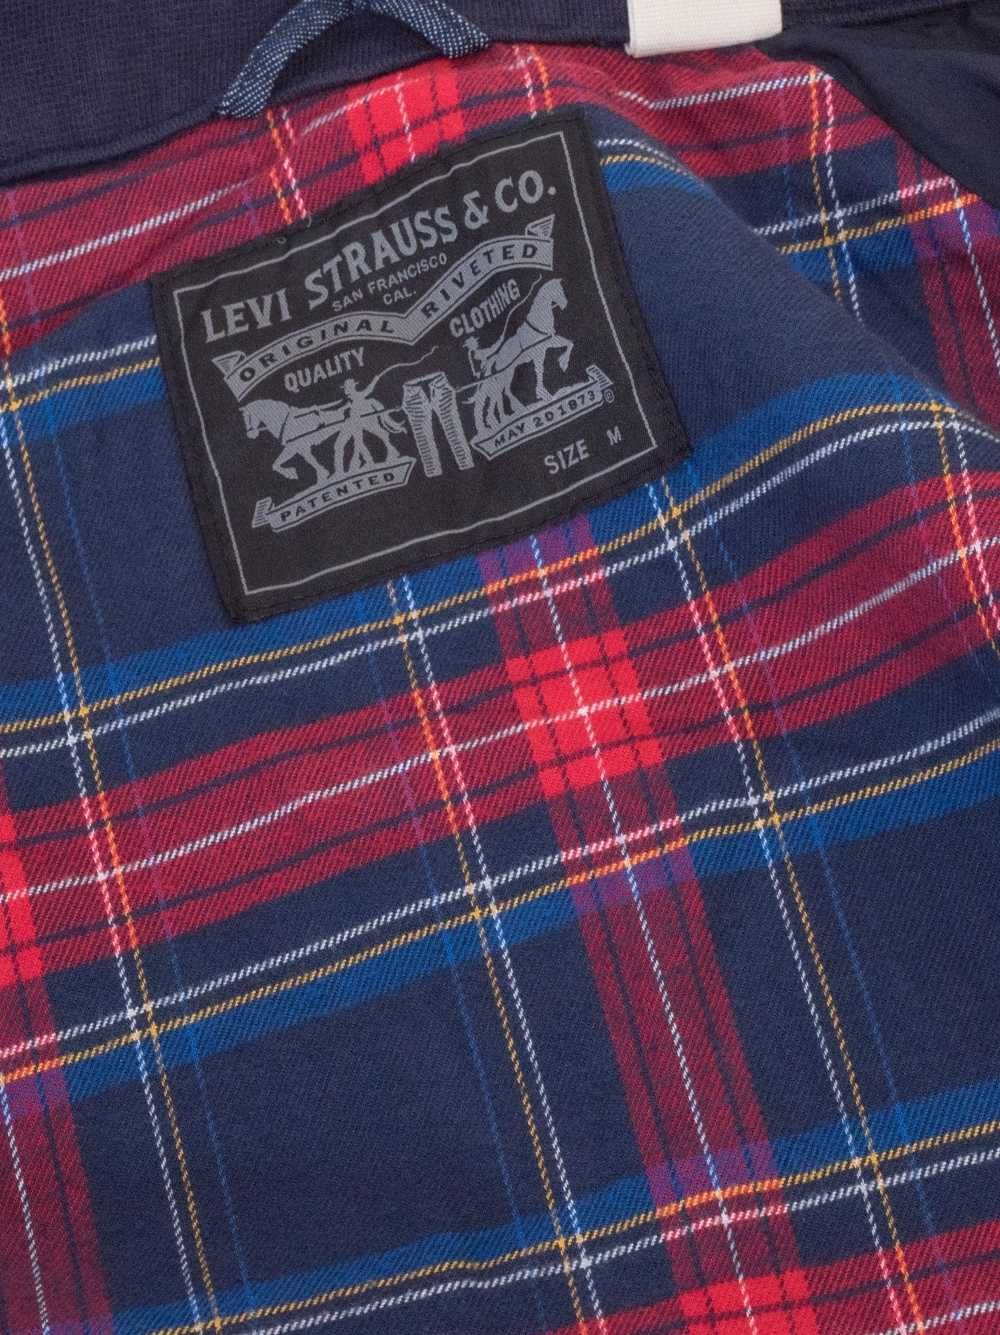 LEVI STRAUSS & CO.
SAN FRANCISCO
CAL.
ORIGINAL RIVETED
QUALITY CLOTHING
PATENTED MAY 20 1873 ®
SIZE M